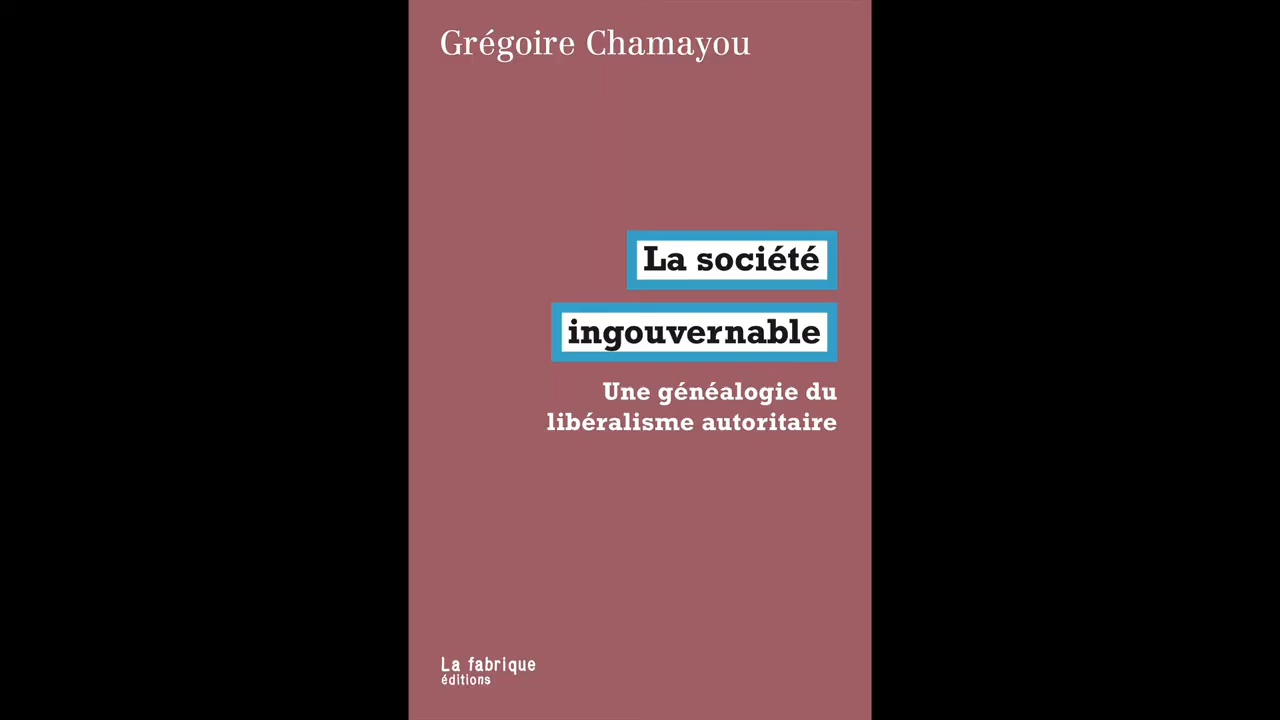 Grégoire Chamayou
La société
ingouvernable
Une généalogie du
libéralisme autoritaire
La fabrique
éditions